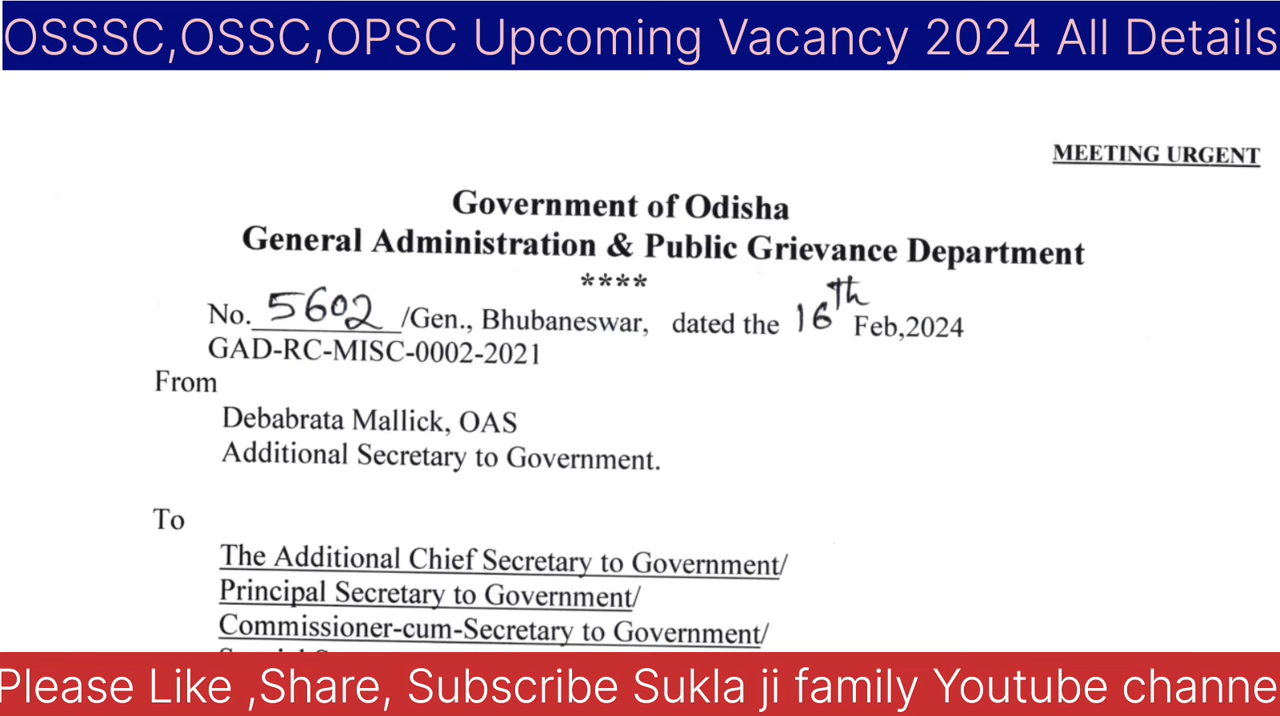 OSSSC,OSSC,OPSC Upcoming Vacancy 2024 All Details
MEETING URGENT
Government of Odisha
General Administration & Public Grievance Department
****
No. 5602 /Gen., Bhubaneswar, dated the 16th Feb,2024
GAD-RC-MISC-0002-2021
From
Debabrata Mallick, OAS
Additional Secretary to Government.
To
The Additional Chief Secretary to Government/
Principal Secretary to Government/
Commissioner-cum-Secretary to Government/
Please Like ,Share, Subscribe Sukla ji family Youtube channe